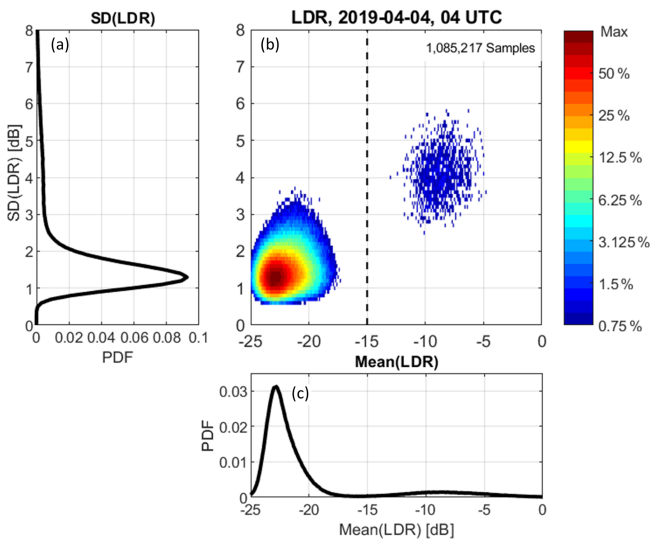 SD(LDR)
LDR, 2019-04-04, 04 UTC
(a)
(b)
1,085,217 Samples
8
7
6
5
4
3
2
1
0
SD(LDR) [dB]
0 0.02 0.04 0.06 0.08 0.1
PDF
8
7
6
5
4
3
2
1
0
-25 -20 -15 -10 -5 0
Max
50 %
25 %
12.5 %
6.25 %
3.125 %
1.5 %
0.75 %
Mean(LDR)
(c)
0.03
0.02
0.01
0
PDF
-25 -20 -15 -10 -5 0
Mean(LDR) [dB]